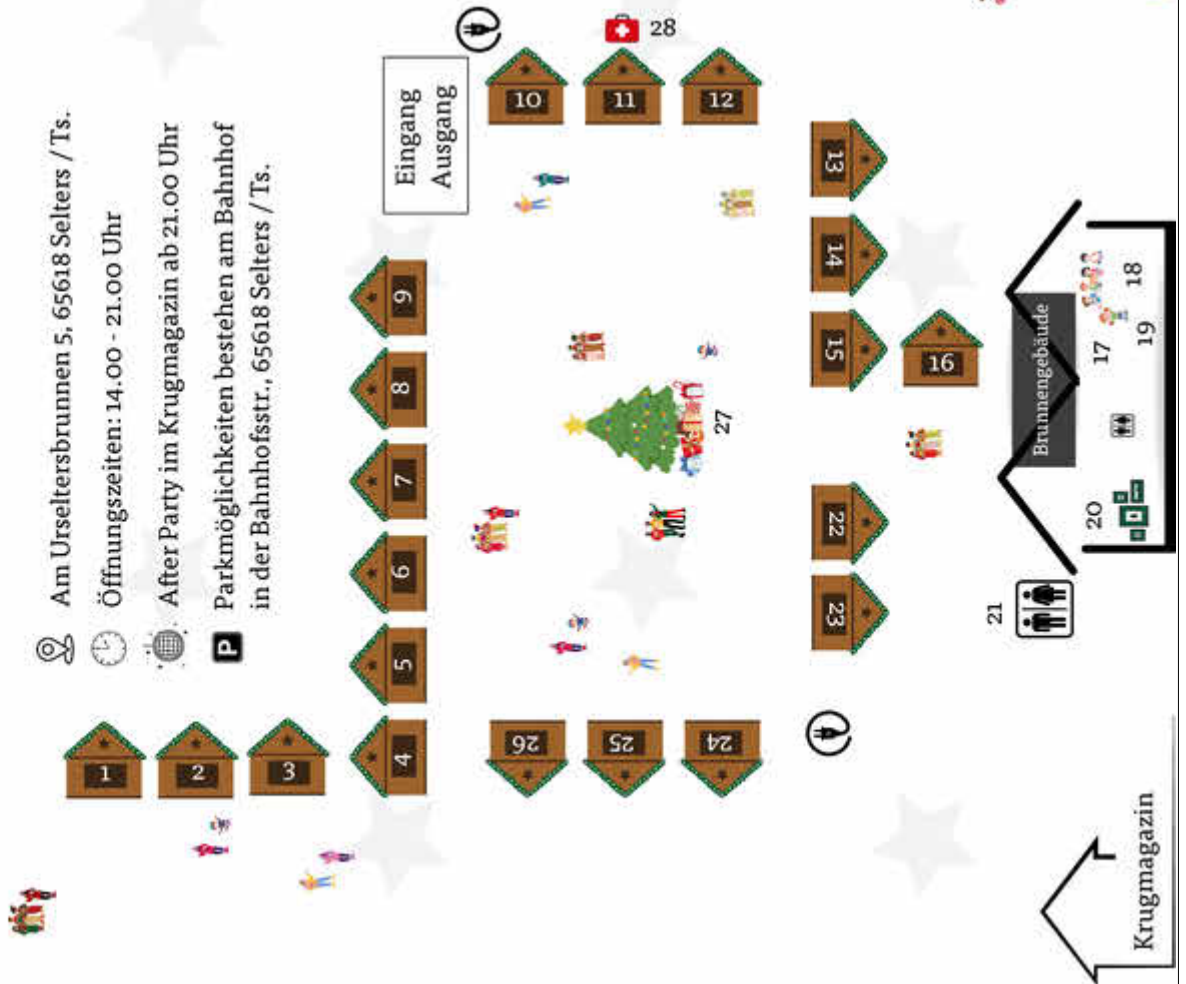 Am Urseltersbrunnen 5, 65618 Selters / Ts.
Öffnungszeiten: 14.00 - 21.00 Uhr
After Party im Krugmagazin ab 21.00 Uhr
P
Parkmöglichkeiten bestehen am Bahnhof
in der Bahnhofsstr., 65618 Selters / Ts.
Eingang
Ausgang
1
2
3
4
5
6
7
8
9
10
11
12
28
13
14
15
16
27
26
25
24
23
22
21
Brunnengebäude
17
18
19
20
Krugmagazin